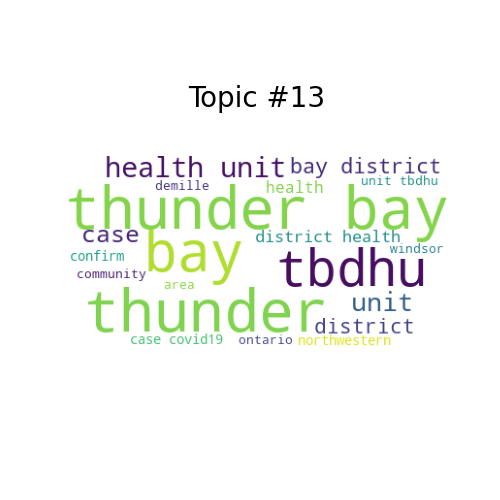 Topic #13
health unit bay district
demille health unit tbdhu
thunder bay
case district health
bay windsor
confirm tbdhu
community
area
thunder unit
district
case covid19 ontario northwestern